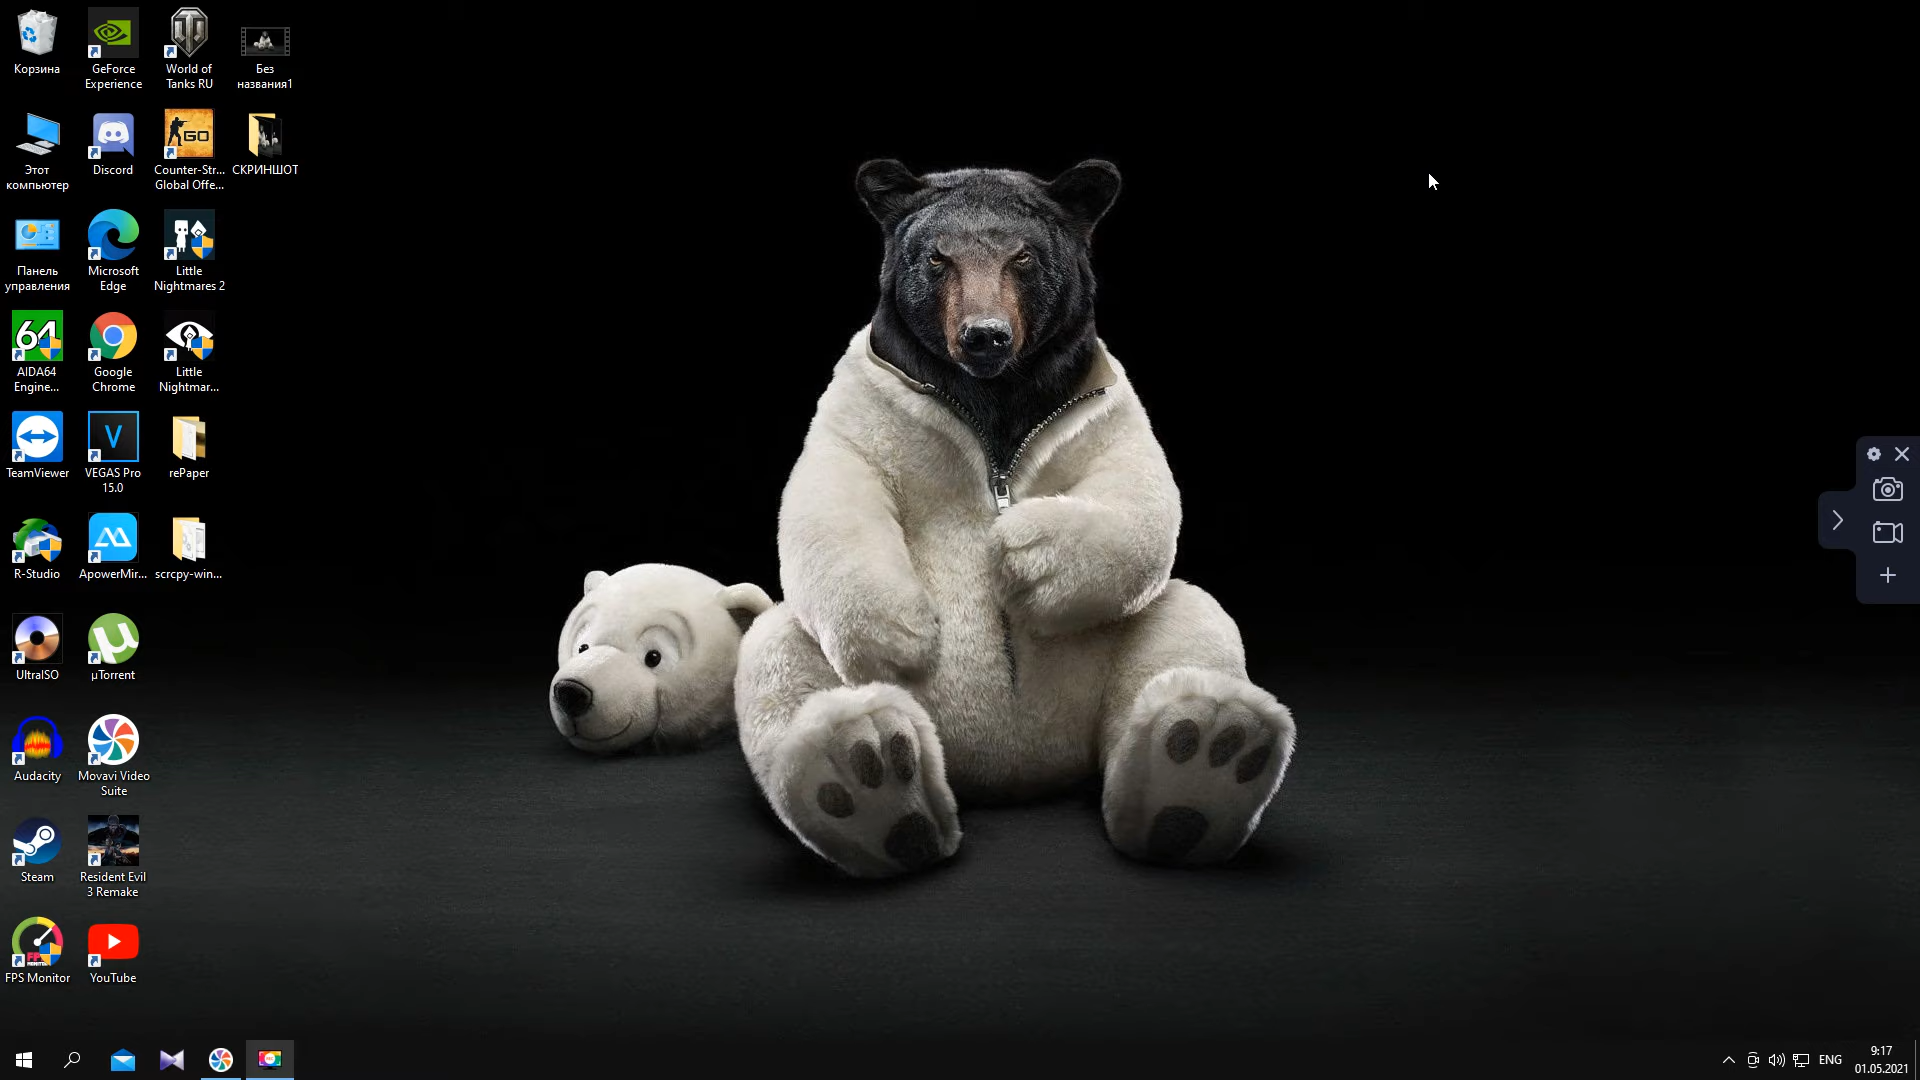 Корзина
GeForce
Experience
World of
Tanks RU
Без
названия1
Этот
компьютер
Discord
GO
Counter-Str...
Global Offe...
СКРИНШОТ
Панель
управления
Microsoft
Edge
Little
Nightmares 2
64
AIDA64
Engine...
Google
Chrome
Little
Nightmar...
TeamViewer
V
VEGAS Pro
15.0
rePaper
R-Studio
ApowerMir...
scrcpy-win...
UltraISO
µTorrent
Audacity
Movavi Video
Suite
Steam
Resident Evil
3 Remake
FPS Monitor
YouTube
ENG
9:17
01.05.2021